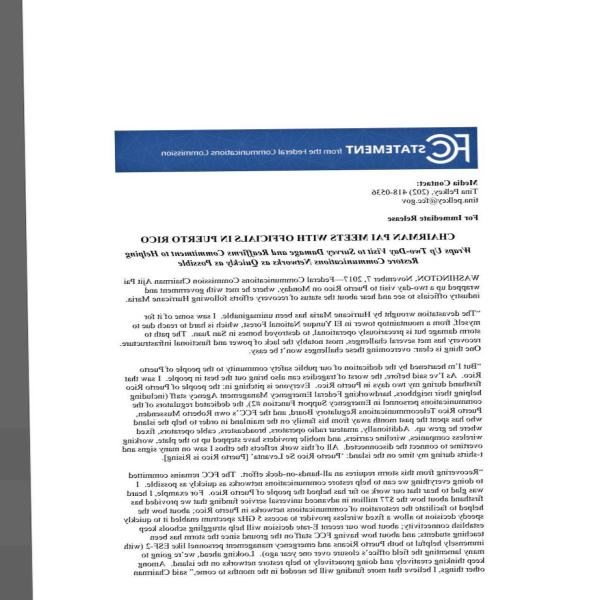 FC STATEMENT from the Federal Communications Commission
Media Contact:
Tina Pelkey, (202) 418-0536
tina.pelkey@fcc.gov
For Immediate Release
CHAIRMAN PAI MEETS WITH OFFICIALS IN PUERTO RICO
Wraps Up Two-Day Visit to Survey Damage and Reaffirms Commitment to Helping
Restore Communications Networks as Quickly as Possible
WASHINGTON, November 7, 2017—Federal Communications Commission Chairman Ajit Pai
wrapped up a two-day visit to Puerto Rico on Monday, where he met with government and
industry officials to see and hear about the status of recovery efforts following Hurricane Maria.
"The devastation wrought by Hurricane Maria has been unimaginable. I saw some of it for
myself, from a mountaintop tower in El Yunque National Forest, which is hard to reach due to
storm damage but is precariously operational, to destroyed homes in San Juan. The path to
recovery has met several challenges, most notably the lack of power and functional infrastructure.
One thing is clear: overcoming these challenges won't be easy.
"But I'm heartened by the dedication of our public safety community to the people of Puerto
Rico. As I've said before, the worst of tragedies can also bring out the best in people. I saw that
firsthand during my two days in Puerto Rico. Everyone is pitching in: the people of Puerto Rico
helping their neighbors, hardworking Federal Emergency Management Agency staff (including
communications personnel in Emergency Support Function #2), the dedicated regulators of the
Puerto Rico Telecommunications Regulatory Board, and the FCC's own Roberto Mussenden,
who has spent the past month away from his family on the mainland in order to help the island
where he grew up. Additionally, amateur radio operators, broadcasters, cable operators, fixed
wireless companies, wireline carriers, and mobile providers have stepped up to the plate, working
overtime to connect the disconnected. All of this work reflects the ethos I saw on many signs and
t-shirts during my time on the island: 'Puerto Rico Se Levanta' [Puerto Rico is Rising].
"Recovering from this storm requires an all-hands-on-deck effort. The FCC remains committed
to doing everything we can to help restore communications networks as quickly as possible. I
was glad to hear that our work so far has helped the people of Puerto Rico. For example, I heard
firsthand about how the $77 million in advanced universal service funding that we provided has
helped to facilitate the restoration of communications networks in Puerto Rico; about how the
speedy decision to allow a fixed wireless provider to access 5 GHz spectrum enabled it to quickly
establish connectivity; about how our recent E-rate decision will help struggling schools keep
teaching students; and about how having FCC staff on the ground since the storm has been
immensely helpful to both Puerto Ricans and emergency management personnel like ESF-2 (with
many lamenting the field office's closure over one year ago). Looking ahead, we're going to
keep thinking creatively and doing proactively to help restore networks on the island. Among
other things, I believe that more funding will be needed in the months to come," said Chairman